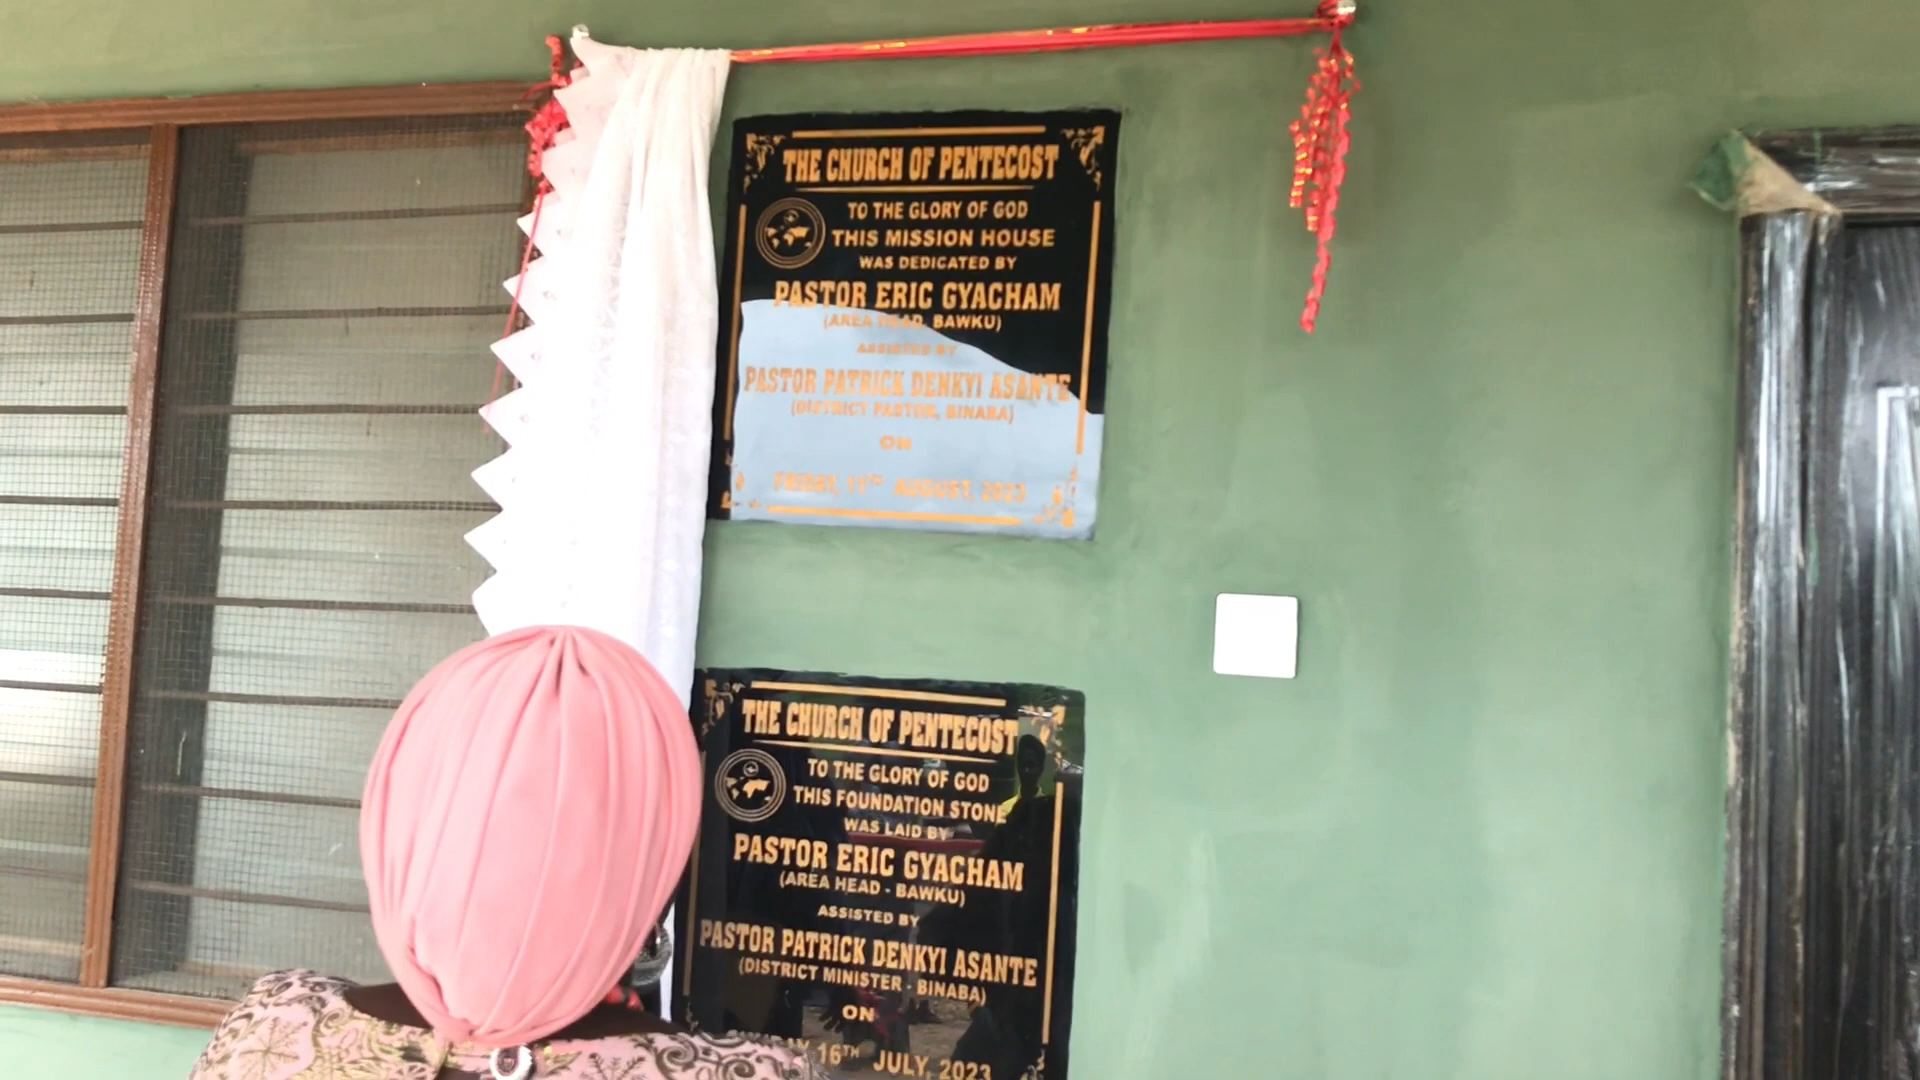 THE CHURCH OF PENTECOST
TO THE GLORY OF GOD
THIS MISSION HOUSE
WAS DEDICATED BY
PASTOR ERIC GYACHAM
(AREA HEAD, BAWKU)
ASSISTED BY
PASTOR PATRICK DENKYI ASANTE
(DISTRICT PASTOR, BINABA)
ON
FRIDAY, 11TH AUGUST, 2023
THE CHURCH OF PENTECOST
TO THE GLORY OF GOD
THIS FOUNDATION STONE
WAS LAID BY
PASTOR ERIC GYACHAM
(AREA HEAD - BAWKU)
ASSISTED BY
PASTOR PATRICK DENKYI ASANTE
(DISTRICT MINISTER - BINABA)
ON
16TH JULY, 2023